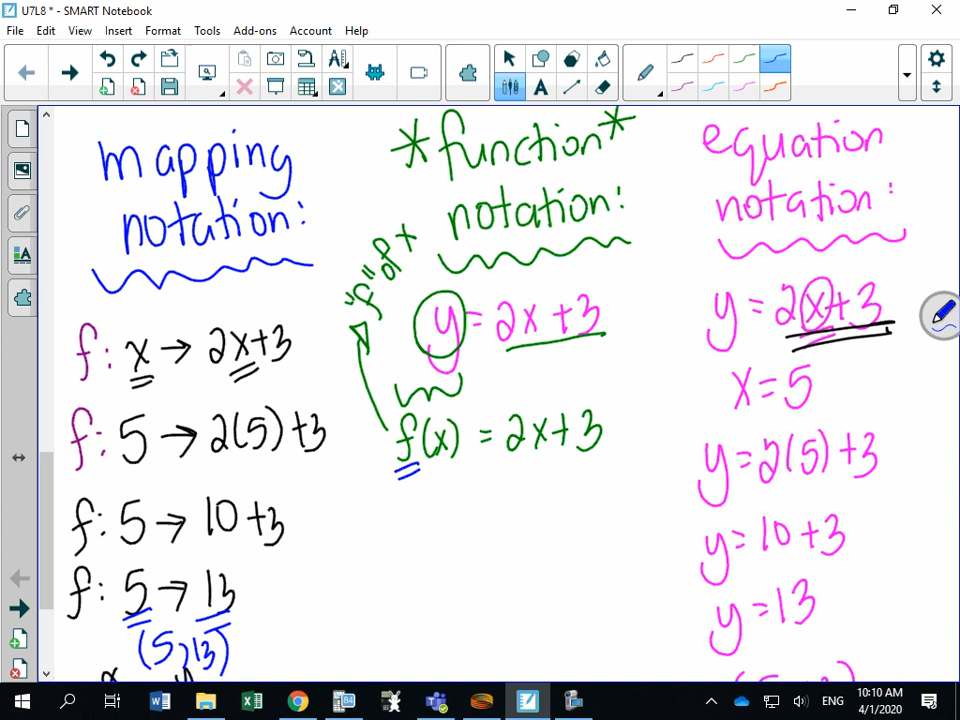 U7L8 * - SMART Notebook
File Edit View Insert Format Tools Add-ons Account Help
mapping
notation:
f: x → 2x+3
f: 5 → 2(5)+3
f: 5 → 10+3
f: 5 → 13
(5,13)
*function*
notation:
"f" of x
y = 2x+3
f(x) = 2x+3
equation
notation:
y = 2x+3
x = 5
y = 2(5)+3
y = 10+3
y = 13
ENG
10:10 AM
4/1/2020